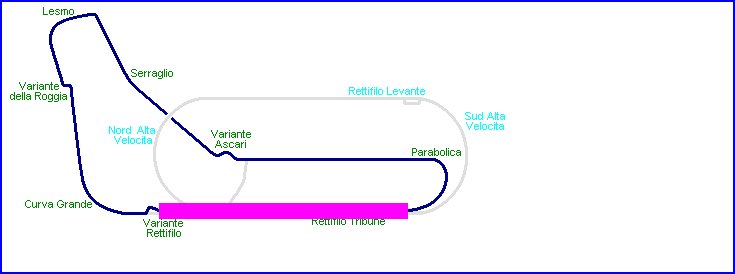 Lesmo
Serraglio
Variante
della Roggia
Rettifilo Levante
Nord Alta
Velocita
Sud Alta
Velocita
Variante
Ascari
Parabolica
Curva Grande
Variante
Rettifilo
Rettifilo Tribune